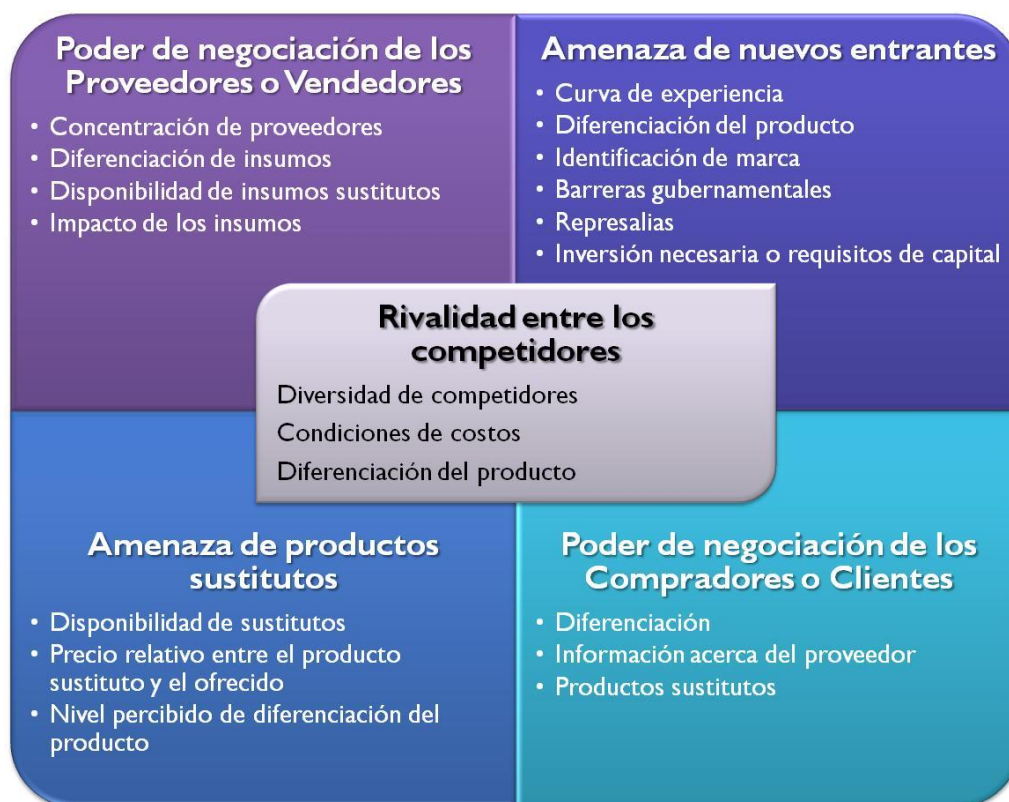 Poder de negociación de los
Proveedores o Vendedores
• Concentración de proveedores
• Diferenciación de insumos
• Disponibilidad de insumos sustitutos
• Impacto de los insumos
Amenaza de nuevos entrantes
• Curva de experiencia
• Diferenciación del producto
• Identificación de marca
• Barreras gubernamentales
• Represalias
• Inversión necesaria o requisitos de capital
Rivalidad entre los
competidores
Diversidad de competidores
Condiciones de costos
Diferenciación del producto
Amenaza de productos
sustitutos
• Disponibilidad de sustitutos
• Precio relativo entre el producto
sustituto y el ofrecido
• Nivel percibido de diferenciación del
producto
Poder de negociación de los
Compradores o Clientes
• Diferenciación
• Información acerca del proveedor
• Productos sustitutos